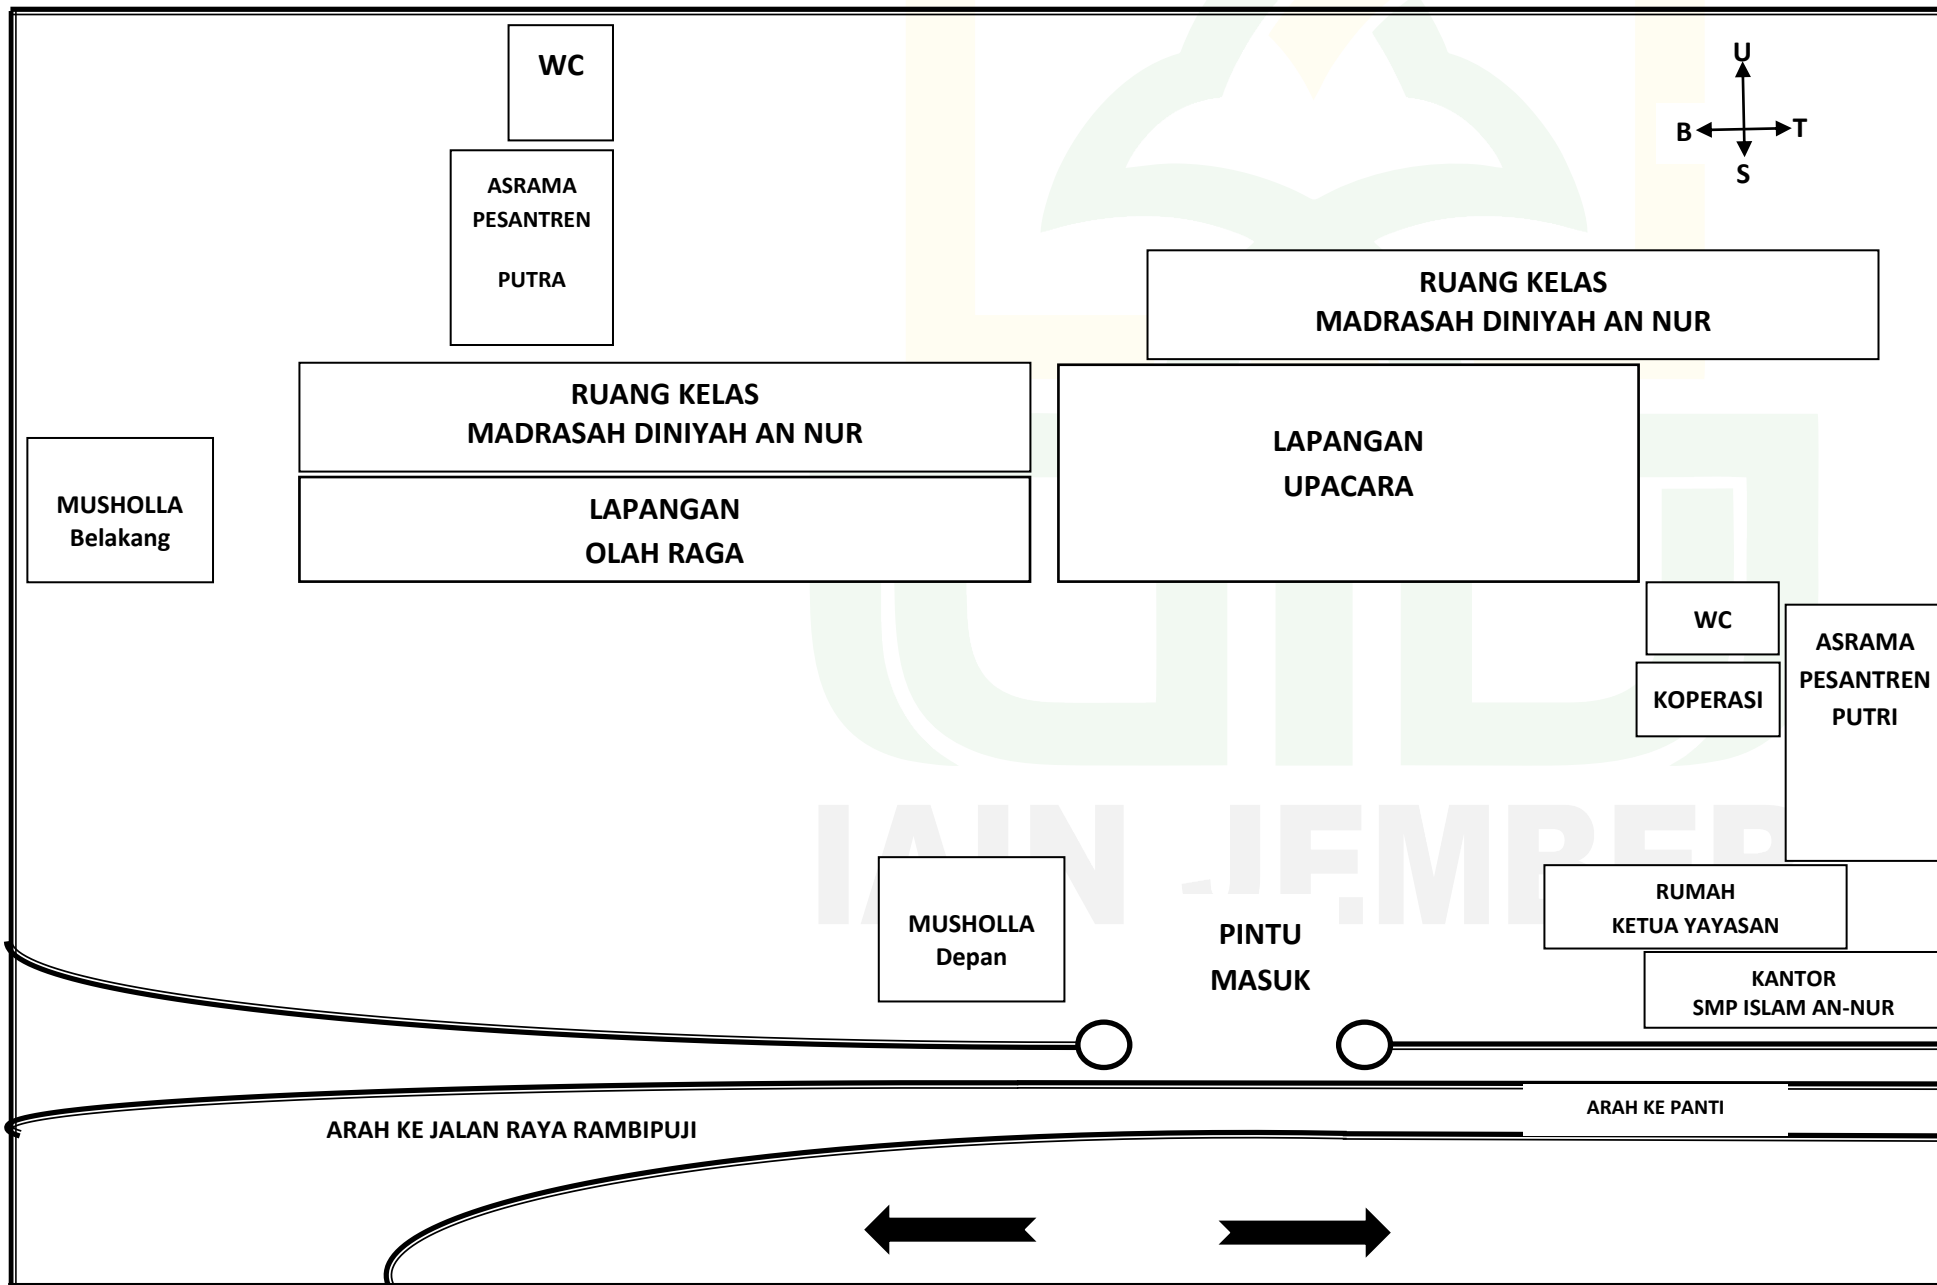 WC
U
B T
S
ASRAMA
PESANTREN
PUTRA
RUANG KELAS
MADRASAH DINIYAH AN NUR
RUANG KELAS
MADRASAH DINIYAH AN NUR
LAPANGAN
UPACARA
MUSHOLLA
Belakang
LAPANGAN
OLAH RAGA
WC
ASRAMA
PESANTREN
PUTRI
KOPERASI
IAIN JEMBER
MUSHOLLA
Depan
PINTU
MASUK
RUMAH
KETUA YAYASAN
KANTOR
SMP ISLAM AN-NUR
ARAH KE PANTI
ARAH KE JALAN RAYA RAMBIPUJI